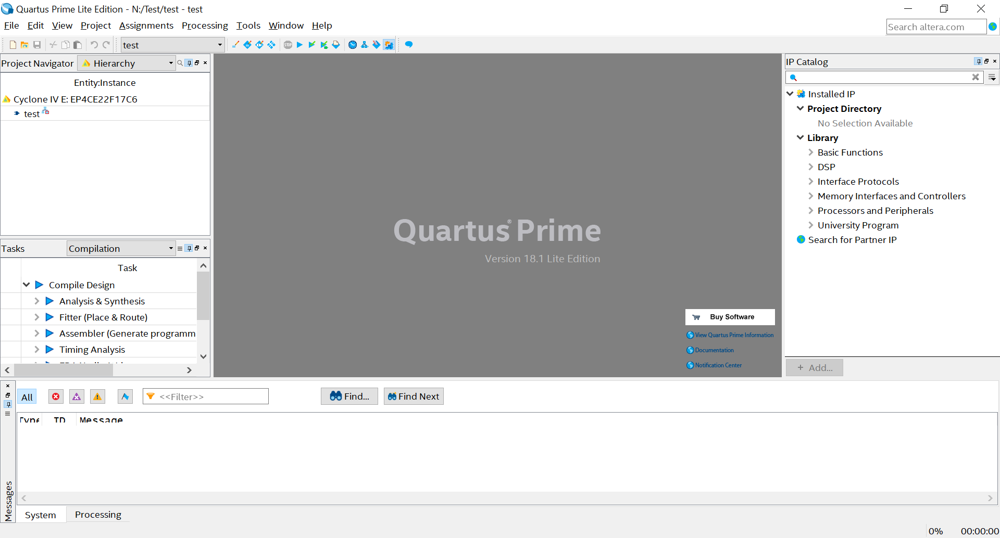 Quartus Prime Lite Edition - N:/Test/test - test
File Edit View Project Assignments Processing Tools Window Help
Search altera.com
test
STOP
Project Navigator
Hierarchy
Entity:Instance
Cyclone IV E: EP4CE22F17C6
test
Tasks
Compilation
Task
Compile Design
Analysis & Synthesis
Fitter (Place & Route)
Assembler (Generate programm
Timing Analysis
Quartus® Prime
Version 18.1 Lite Edition
Buy Software
View Quartus Prime Information
Documentation
Notification Center
IP Catalog
Installed IP
Project Directory
No Selection Available
Library
Basic Functions
DSP
Interface Protocols
Memory Interfaces and Controllers
Processors and Peripherals
University Program
Search for Partner IP
+ Add...
Messages
All
<<Filter>>
Find...
Find Next
Type ID Message
System
Processing
0% 00:00:00